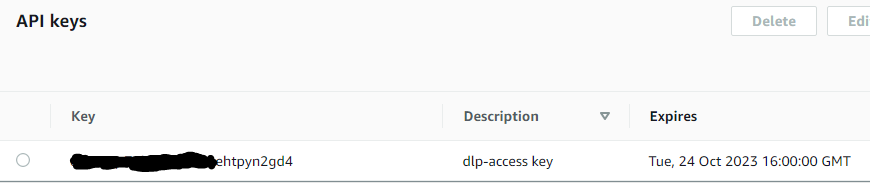 API keys
Delete
Edi
Key
Description
Expires
ehtpyn2gd4
dlp-access key
Tue, 24 Oct 2023 16:00:00 GMT